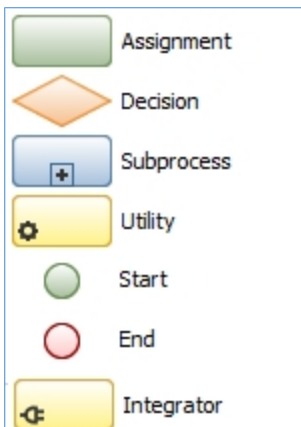 Assignment
Decision
Subprocess
Utility
Start
End
Integrator